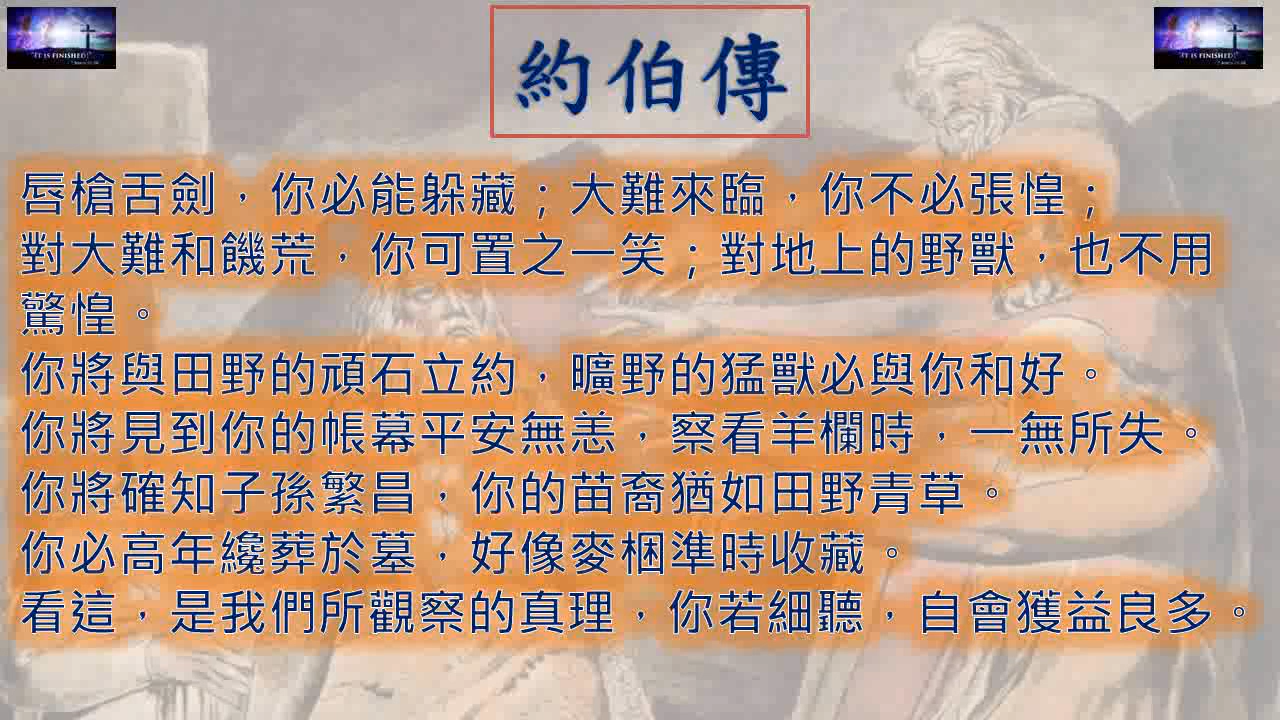 "IT IS FINISHED!"
"IT IS FINISHED!"
約伯傳
唇槍舌劍，你必能躲藏；大難來臨，你不必張惶；
對大難和饑荒，你可置之一笑；對地上的野獸，也不用
驚惶。
你將與田野的頑石立約，曠野的猛獸必與你和好。
你將見到你的帳幕平安無恙，察看羊欄時，一無所失。
你將確知子孫繁昌，你的苗裔猶如田野青草。
你必高年纔葬於墓，好像麥梱準時收藏。
看這，是我們所觀察的真理，你若細聽，自會獲益良多。